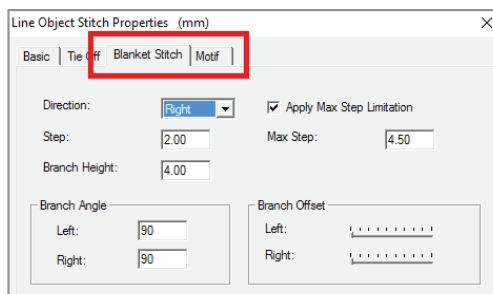 Line Object Stitch Properties (mm)
Basic Tie Off Blanket Stitch Motif
Direction: Right Apply Max Step Limitation
Step: 2.00 Max Step: 4.50
Branch Height: 4.00
Branch Angle Branch Offset
Left: 90 Left:
Right: 90 Right: